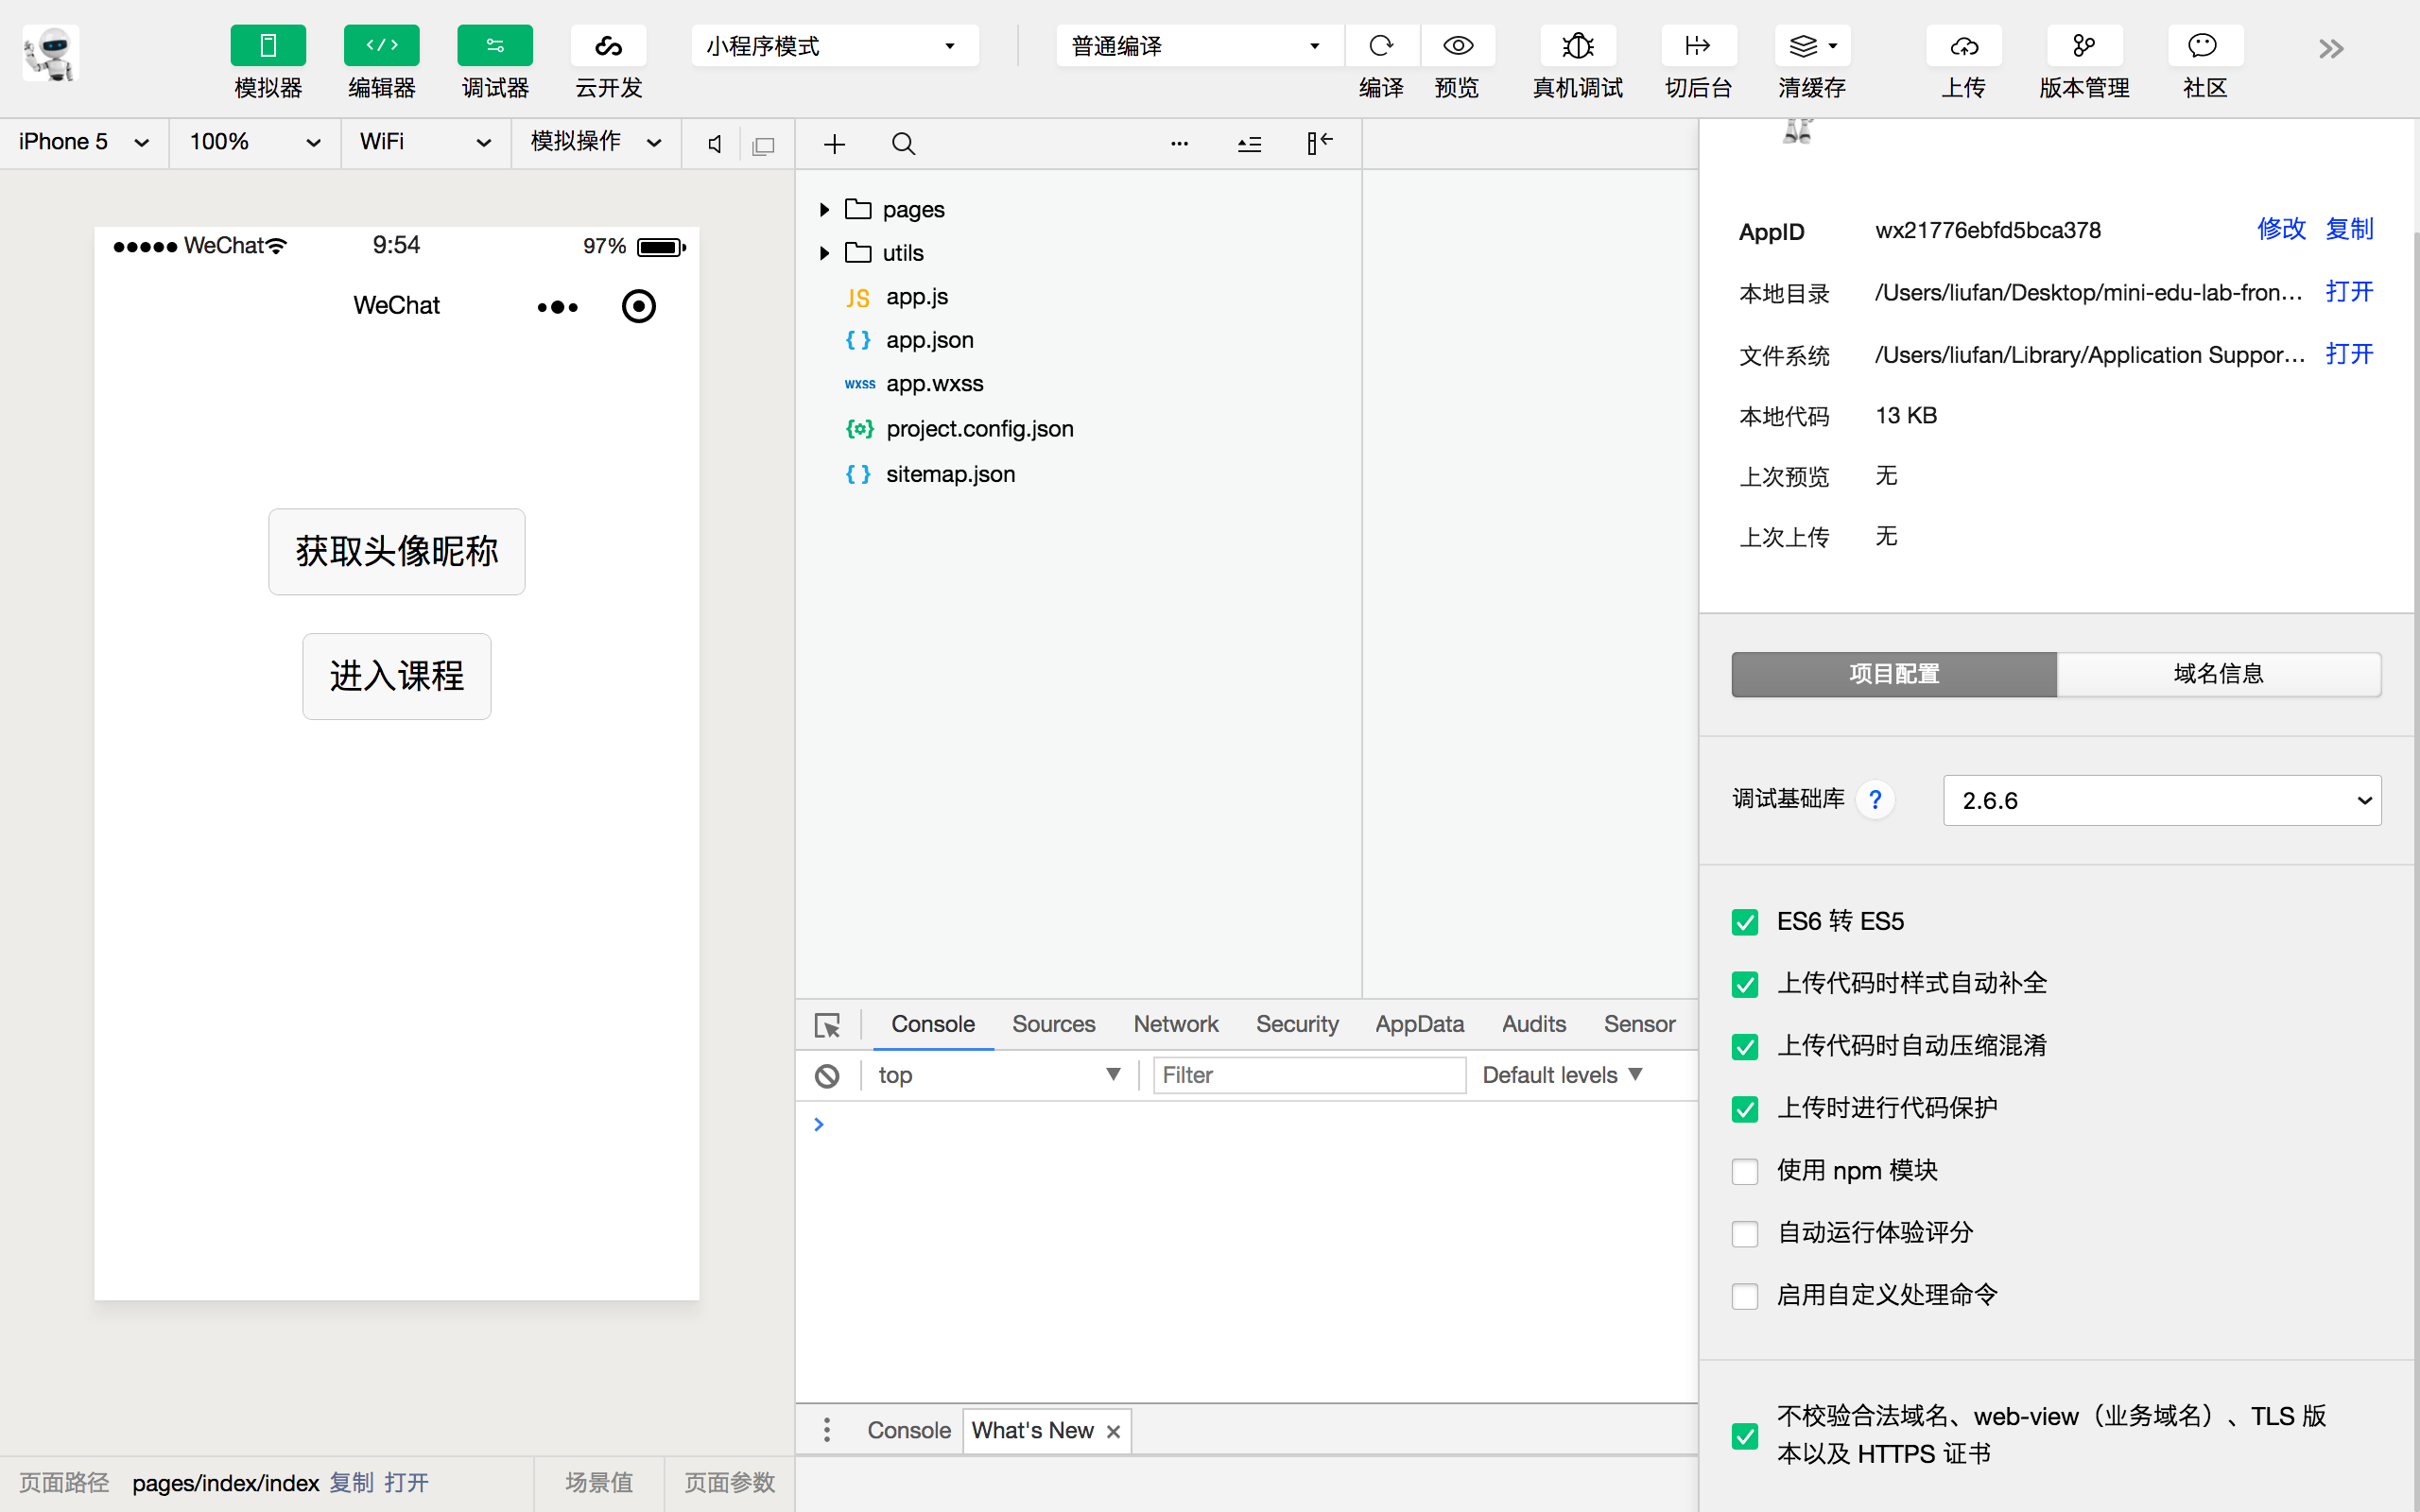 模拟器
编辑器
调试器
云开发
小程序模式
普通编译
编译
预览
真机调试
切后台
清缓存
上传
版本管理
社区
iPhone 5
100%
WiFi
模拟操作
WeChat
9:54
97%
WeChat
获取头像昵称
进入课程
页面路径 pages/index/index 复制 打开
场景值
页面参数
pages
utils
JS app.js
{ } app.json
wxss app.wxss
project.config.json
{ } sitemap.json
Console Sources Network Security AppData Audits Sensor
top
Filter
Default levels
Console
What's New
AppID wx21776ebfd5bca378 修改 复制
本地目录 /Users/liufan/Desktop/mini-edu-lab-fron... 打开
文件系统 /Users/liufan/Library/Application Suppor... 打开
本地代码 13 KB
上次预览 无
上次上传 无
项目配置
域名信息
调试基础库 ? 2.6.6
ES6 转 ES5
上传代码时样式自动补全
上传代码时自动压缩混淆
上传时进行代码保护
使用 npm 模块
自动运行体验评分
启用自定义处理命令
不校验合法域名、web-view（业务域名）、TLS 版
本以及 HTTPS 证书